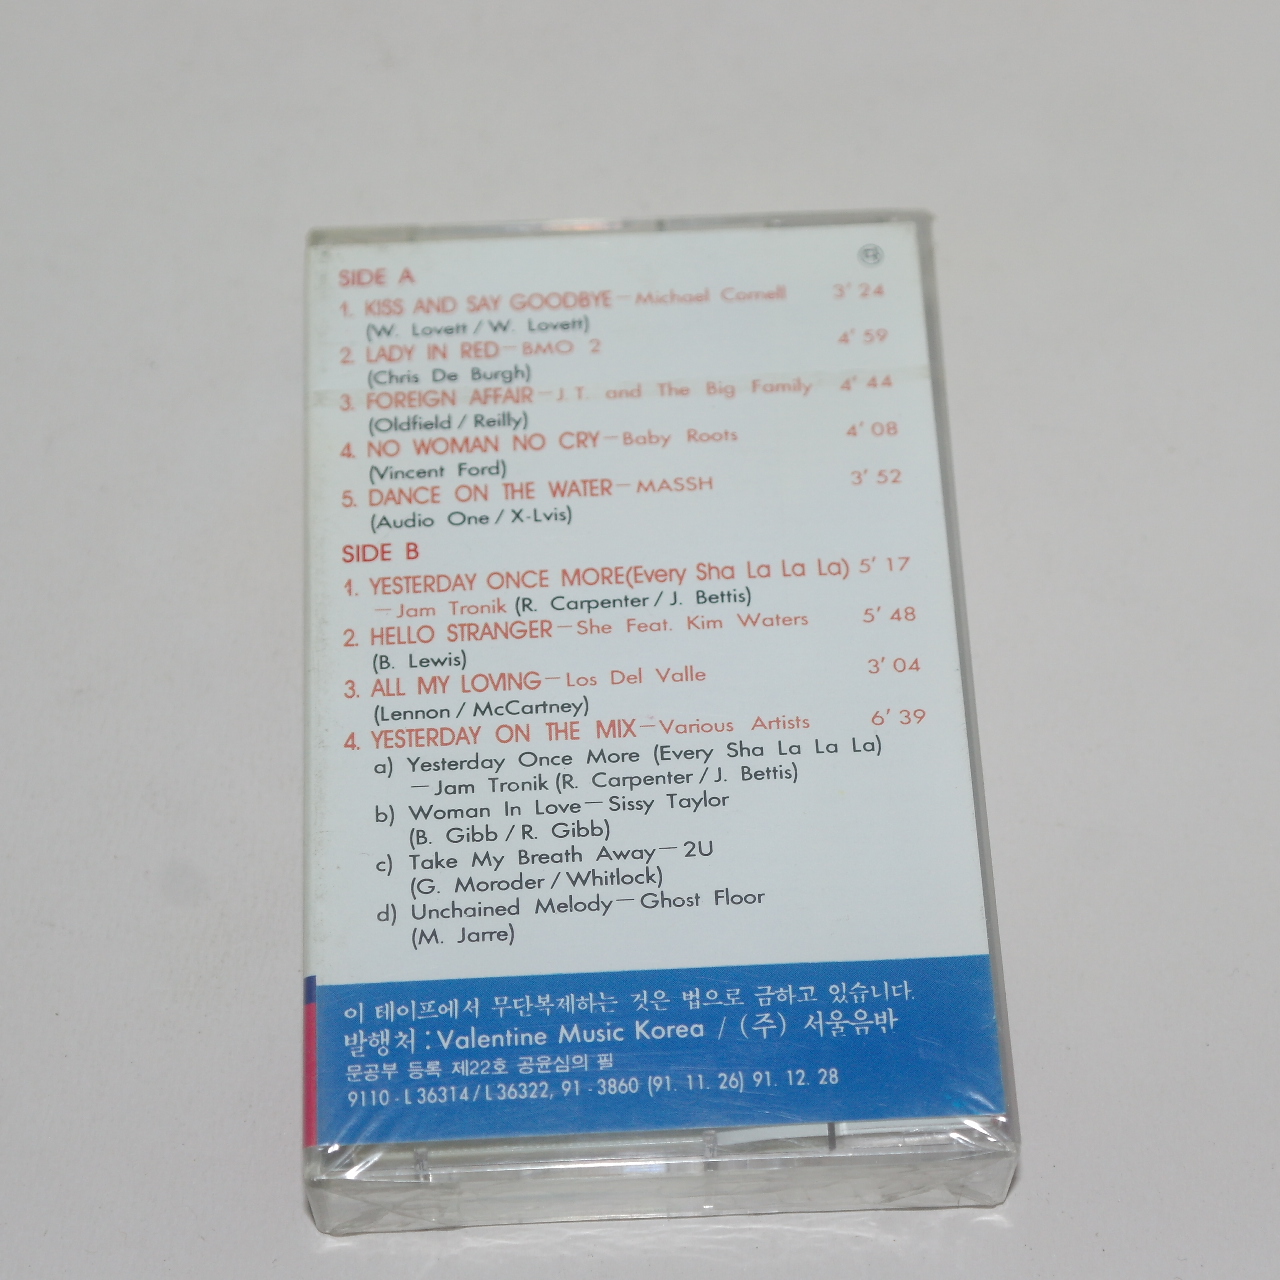 SIDE A
1. KISS AND SAY GOODBYE — Michael Cornell 3' 24
(W. Lovett / W. Lovett)
2. LADY IN RED — BMO 2 4' 59
(Chris De Burgh)
3. FOREIGN AFFAIR — J.T. and The Big Family 4' 44
(Oldfield / Reilly)
4. NO WOMAN NO CRY — Baby Roots 4' 08
(Vincent Ford)
5. DANCE ON THE WATER — MASSH 3' 52
(Audio One / X-Lvis)
SIDE B
1. YESTERDAY ONCE MORE(Every Sha La La La) 5' 17
— Jam Tronik (R. Carpenter / J. Bettis)
2. HELLO STRANGER — She Feat. Kim Waters 5' 48
(B. Lewis)
3. ALL MY LOVING — Los Del Valle 3' 04
(Lennon / McCartney)
4. YESTERDAY ON THE MIX — Various Artists 6' 39
a) Yesterday Once More (Every Sha La La La)
— Jam Tronik (R. Carpenter / J. Bettis)
b) Woman In Love — Sissy Taylor
(B. Gibb / R. Gibb)
c) Take My Breath Away — 2U
(G. Moroder / Whitlock)
d) Unchained Melody — Ghost Floor
(M. Jarre)
이 테이프에서 무단복제하는 것은 법으로 금하고 있습니다.
발행처 : Valentine Music Korea / (주) 서울음반
문공부 등록 제22호 공윤심의 필
9110 - L 36314 / L 36322, 91 - 3860 (91. 11. 26) 91. 12. 28